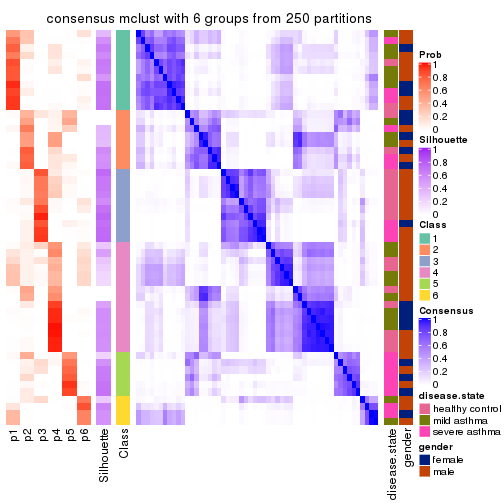 consensus mclust with 6 groups from 250 partitions
Prob
1
0.8
0.6
0.4
0.2
0
Silhouette
1
0.8
0.6
0.4
0.2
0
Class
1
2
3
4
5
6
Consensus
1
0.8
0.6
0.4
0.2
0
disease.state
healthy control
mild asthma
severe asthma
gender
female
male
p1
p2
p3
p4
p5
p6
Silhouette
Class
disease.state
gender